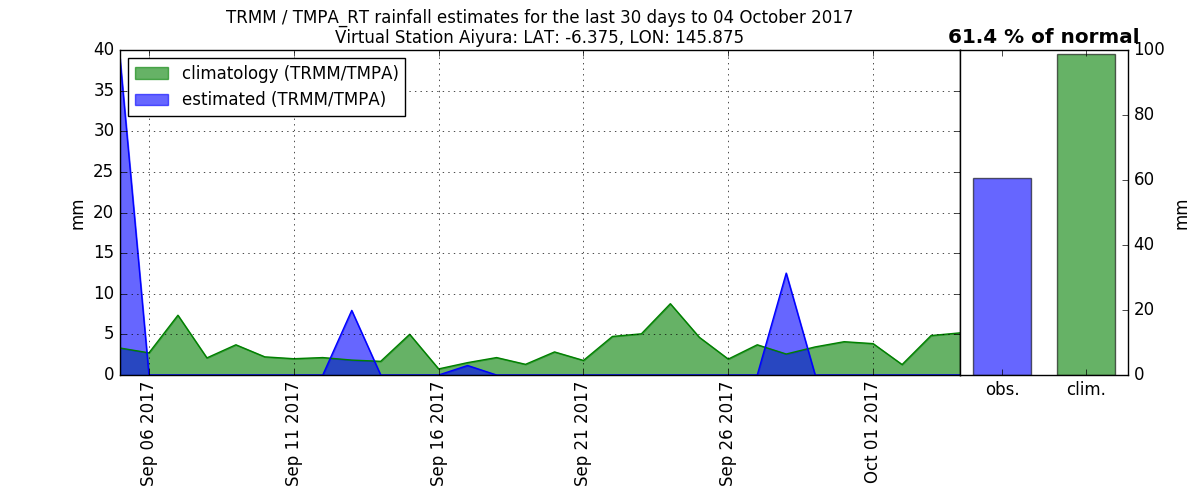 TRMM / TMPA_RT rainfall estimates for the last 30 days to 04 October 2017
Virtual Station Aiyura: LAT: -6.375, LON: 145.875
61.4 % of normal
climatology (TRMM/TMPA)
estimated (TRMM/TMPA)
40
35
30
25
20
15
10
5
0
mm
Sep 06 2017
Sep 11 2017
Sep 16 2017
Sep 21 2017
Sep 26 2017
Oct 01 2017
100
80
60
40
20
0
mm
obs.
clim.